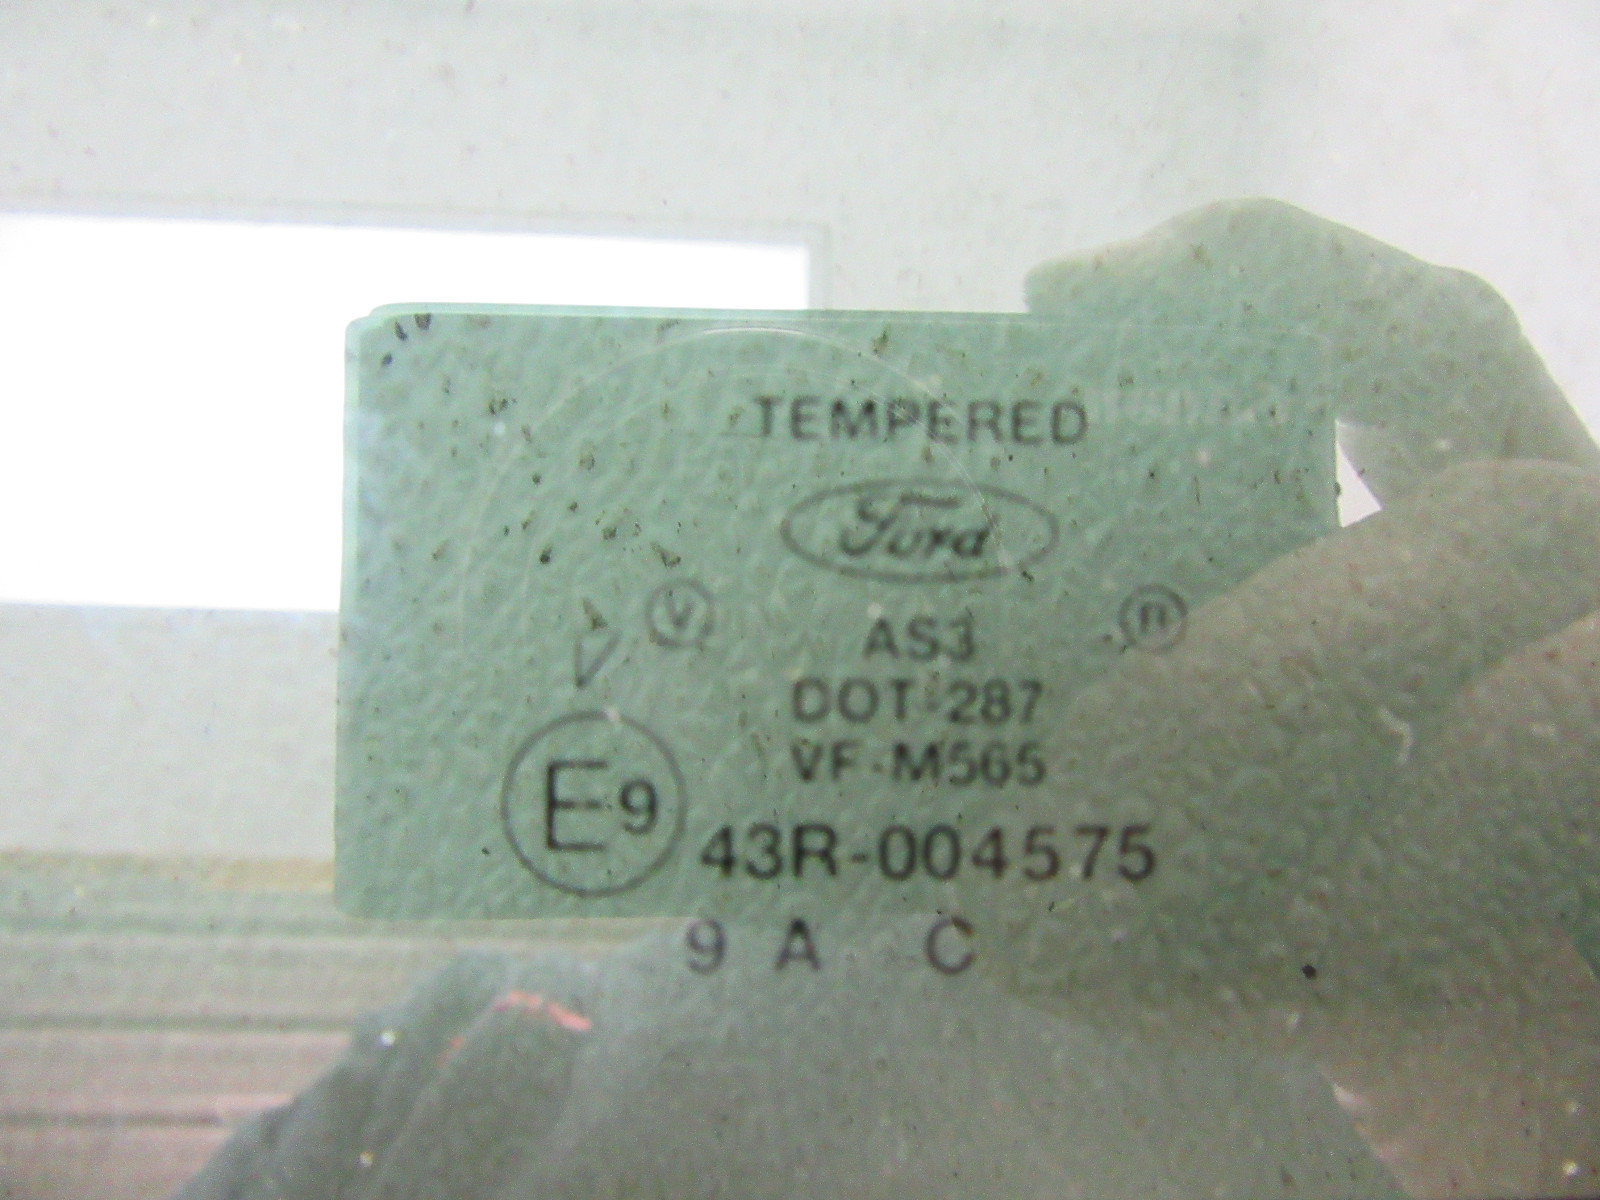 TEMPERED
Ford
V n
AS3
DOT 287
VF-M565
E9
43R-004575
9 A C